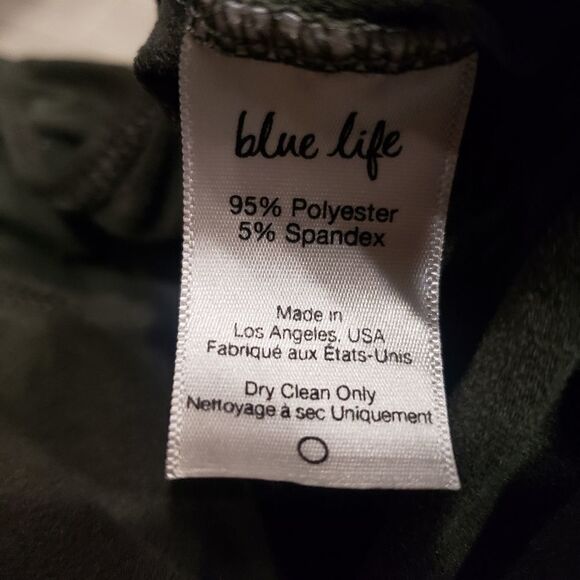 blue life
95% Polyester
5% Spandex
Made in
Los Angeles, USA
Fabriqué aux États-Unis
Dry Clean Only
Nettoyage à sec Uniquement